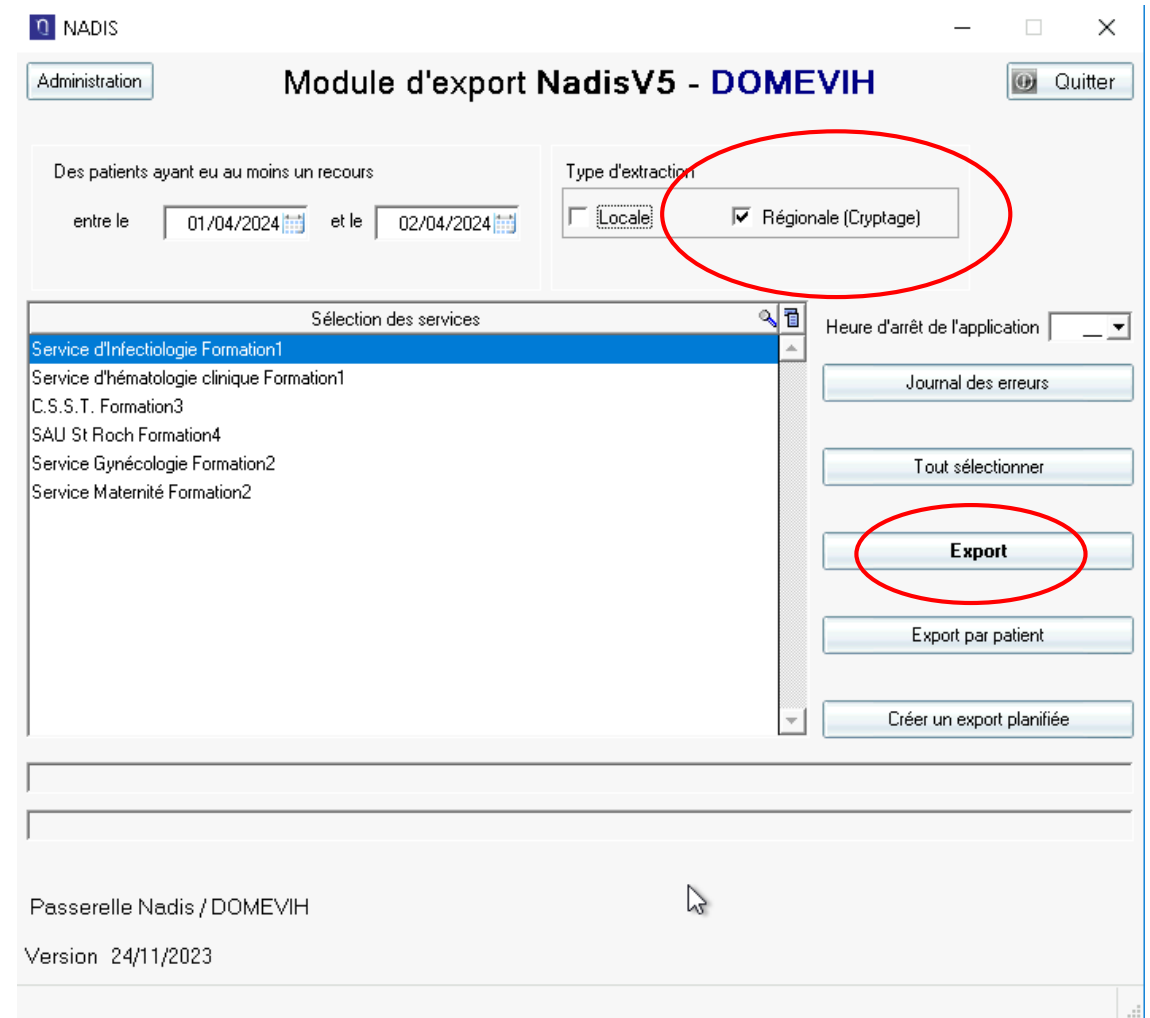 NADIS
Administration
Module d'export NadisV5 - DOMEVIH
Quitter
Des patients ayant eu au moins un recours
entre le 01/04/2024 et le 02/04/2024
Type d'extraction
Locale
Régionale (Cryptage)
Sélection des services
Service d'Infectiologie Formation1
Service d'hématologie clinique Formation1
C.S.S.T. Formation3
SAU St Roch Formation4
Service Gynécologie Formation2
Service Maternité Formation2
Heure d'arrêt de l'application __
Journal des erreurs
Tout sélectionner
Export
Export par patient
Créer un export planifiée
Passerelle Nadis / DOMEVIH
Version 24/11/2023